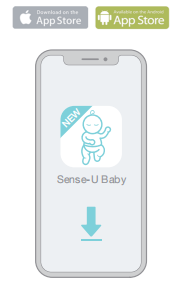 Download on the
App Store
Available on the Android
App Store
NEW
Sense-U Baby